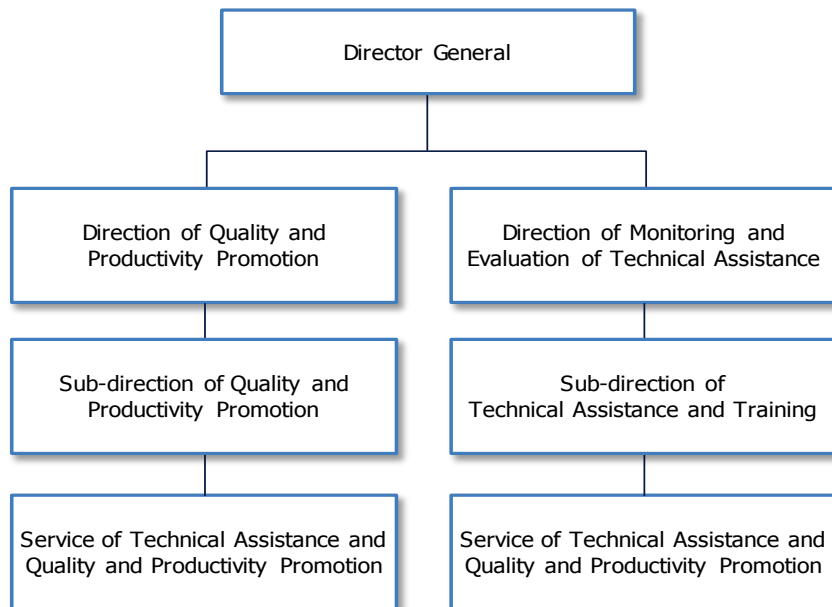 Director General
Direction of Quality and
Productivity Promotion
Direction of Monitoring and
Evaluation of Technical Assistance
Sub-direction of Quality and
Productivity Promotion
Sub-direction of
Technical Assistance and Training
Service of Technical Assistance and
Quality and Productivity Promotion
Service of Technical Assistance and
Quality and Productivity Promotion